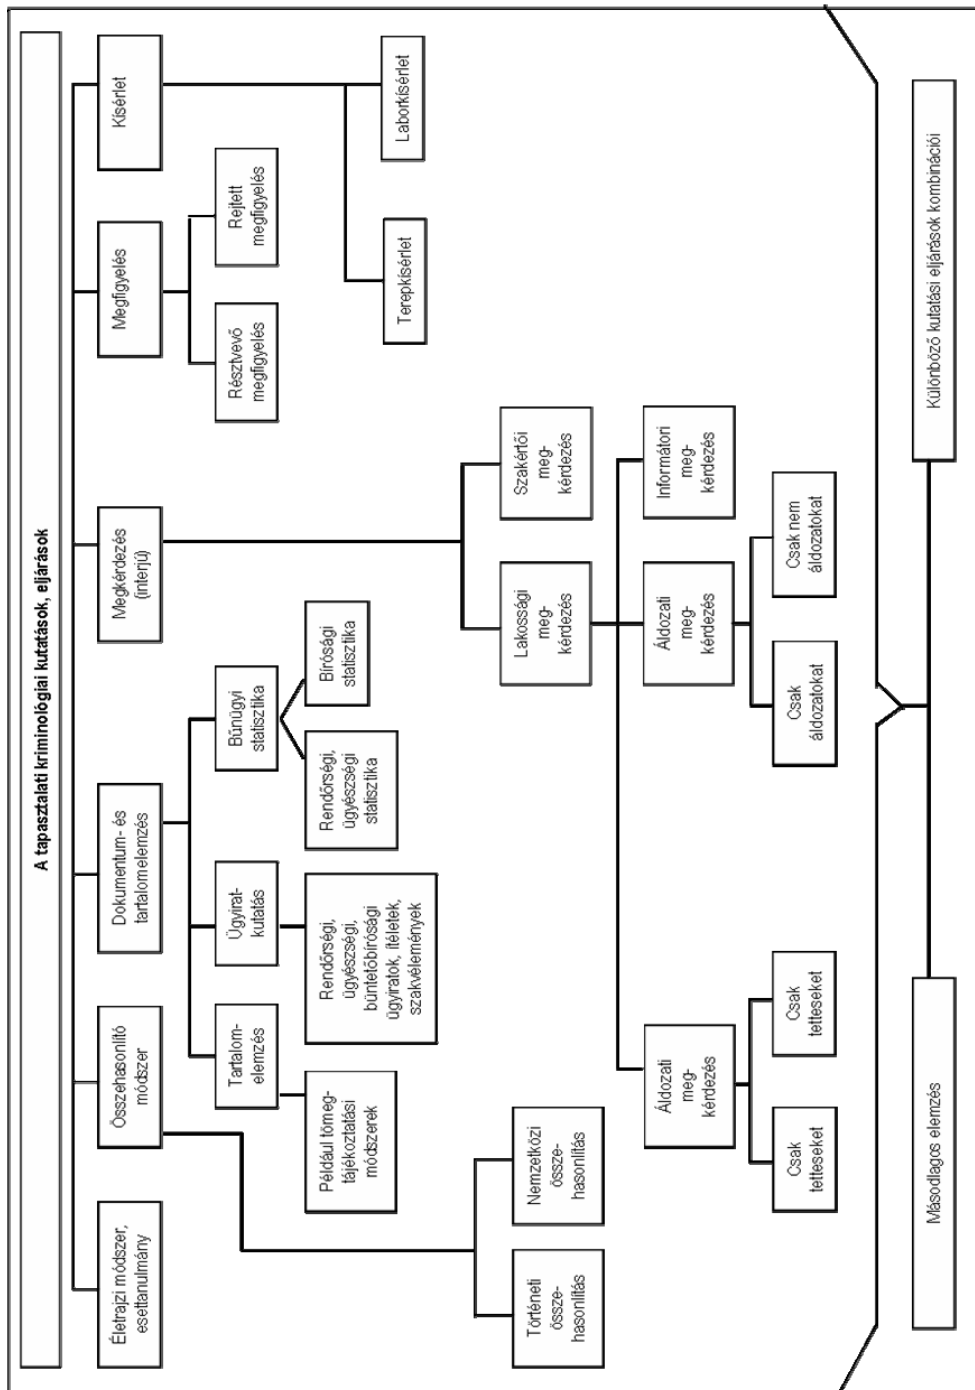 A tapasztalati kriminológiai kutatások, eljárások
Életrajzi módszer,
esettanulmány
Összehasonlító
módszer
Dokumentum- és
tartalomelemzés
Megkérdezés
(interjú)
Megfigyelés
Kísérlet
Tartalom-
elemzés
Ügyirat-
kutatás
Bűnügyi
statisztika
Résztvevő
megfigyelés
Rejtett
megfigyelés
Például tömeg-
tájékoztatási
módszerek
Rendőrségi,
ügyészségi,
büntetőbírósági
ügyiratok, ítéletek,
szakvélemények
Rendőrségi,
ügyészségi
statisztika
Bírósági
statisztika
Terepkísérlet
Laborkísérlet
Történeti
össze-
hasonlítás
Nemzetközi
össze-
hasonlítás
Lakossági
meg-
kérdezés
Szakértői
meg-
kérdezés
Áldozati
meg-
kérdezés
Áldozati
meg-
kérdezés
Informátori
meg-
kérdezés
Csak
tetteseket
Csak
tetteseket
Csak
áldozatokat
Csak nem
áldozatokat
Másodlagos elemzés
Különböző kutatási eljárások kombinációi